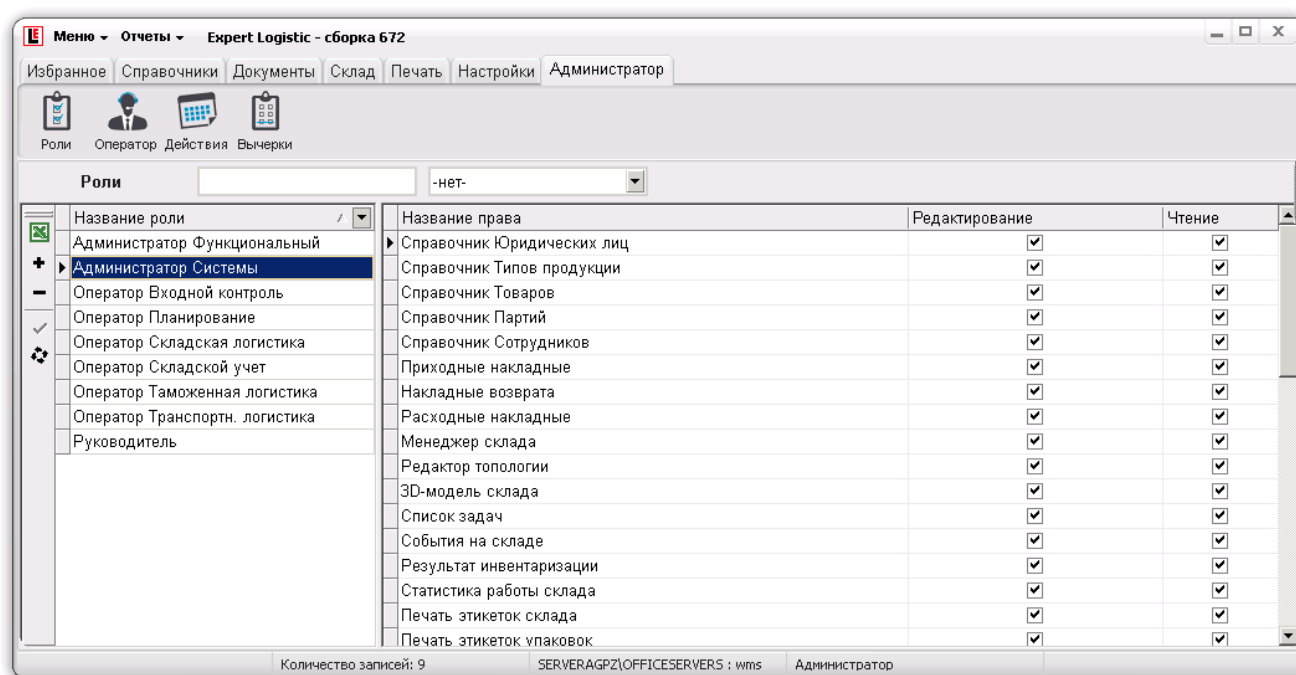 Меню Отчеты Expert Logistic - сборка 672
Избранное Справочники Документы Склад Печать Настройки Администратор
Роли Оператор Действия Вычерки
Роли -нет-
Название роли Название права Редактирование Чтение
Администратор Функциональный Справочник Юридических лиц
Администратор Системы Справочник Типов продукции
Оператор Входной контроль Справочник Товаров
Оператор Планирование Справочник Партий
Оператор Складская логистика Справочник Сотрудников
Оператор Складской учет Приходные накладные
Оператор Таможенная логистика Накладные возврата
Оператор Транспортн. логистика Расходные накладные
Руководитель Менеджер склада
Редактор топологии
3D-модель склада
Список задач
События на складе
Результат инвентаризации
Статистика работы склада
Печать этикеток склада
Печать этикеток упаковок
Количество записей: 9 SERVERAGPZ\OFFICESERVERS : wms Администратор